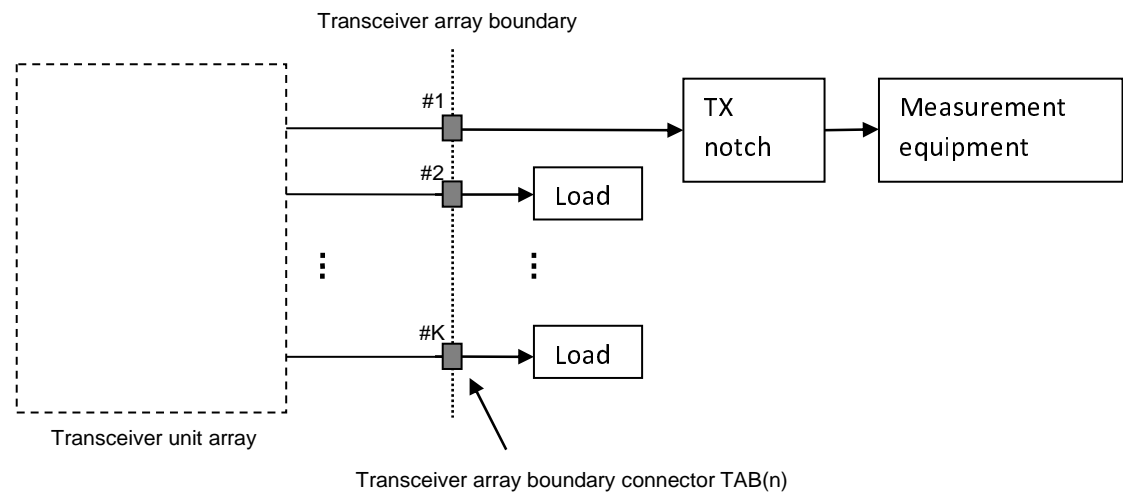 Transceiver array boundary
#1
TX
notch
Measurement
equipment
#2
Load
#K
Load
Transceiver unit array
Transceiver array boundary connector TAB(n)